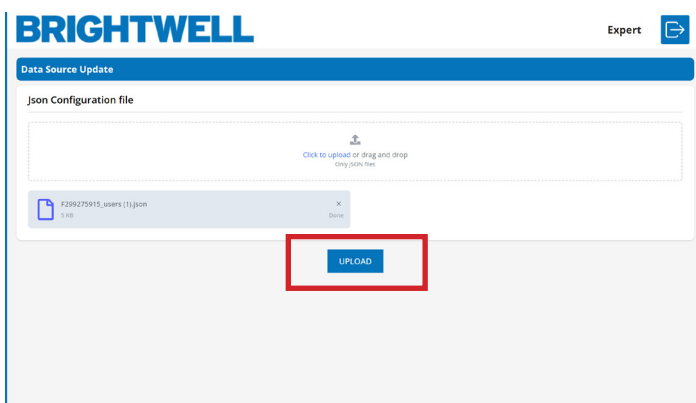 BRIGHTWELL
Expert
Data Source Update
Json Configuration file
Click to upload or drag and drop
Only JSON files
F299275915_users (1).json
5 KB
Done
UPLOAD